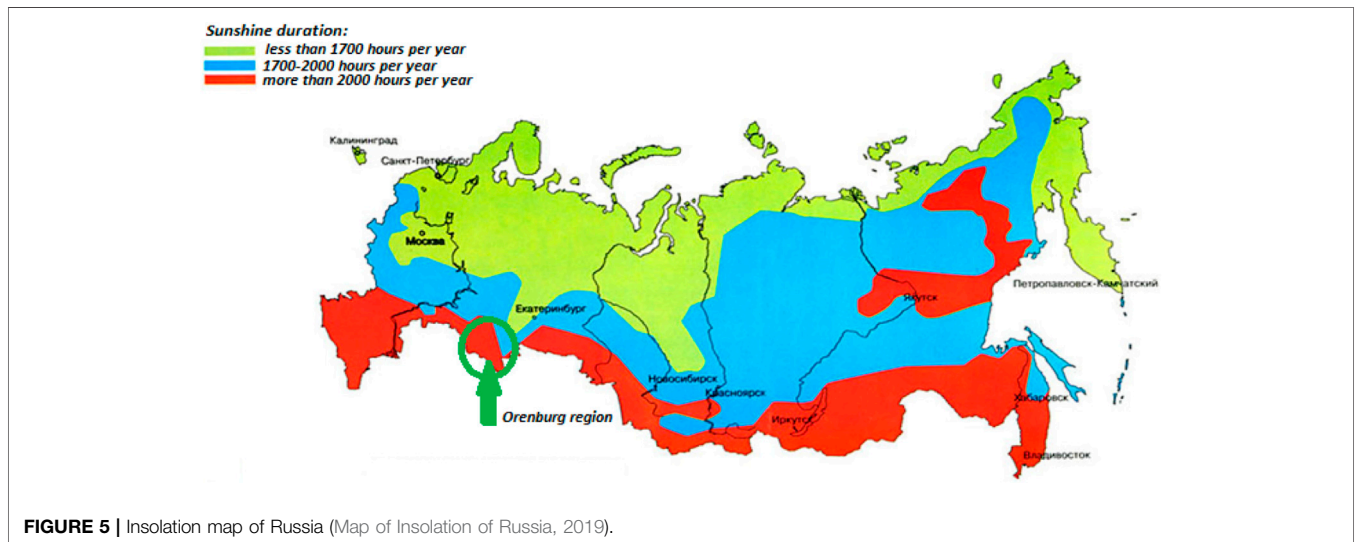 Sunshine duration:
less than 1700 hours per year
1700-2000 hours per year
more than 2000 hours per year
Калининград
Санкт-Петербург
Москва
Петропавловск-Камчатский
Якутск
Екатеринбург
Новосибирск
Красноярск
Хабаровск
Иркутск
Orenburg region
Владивосток
FIGURE 5 | Insolation map of Russia (Map of Insolation of Russia, 2019).